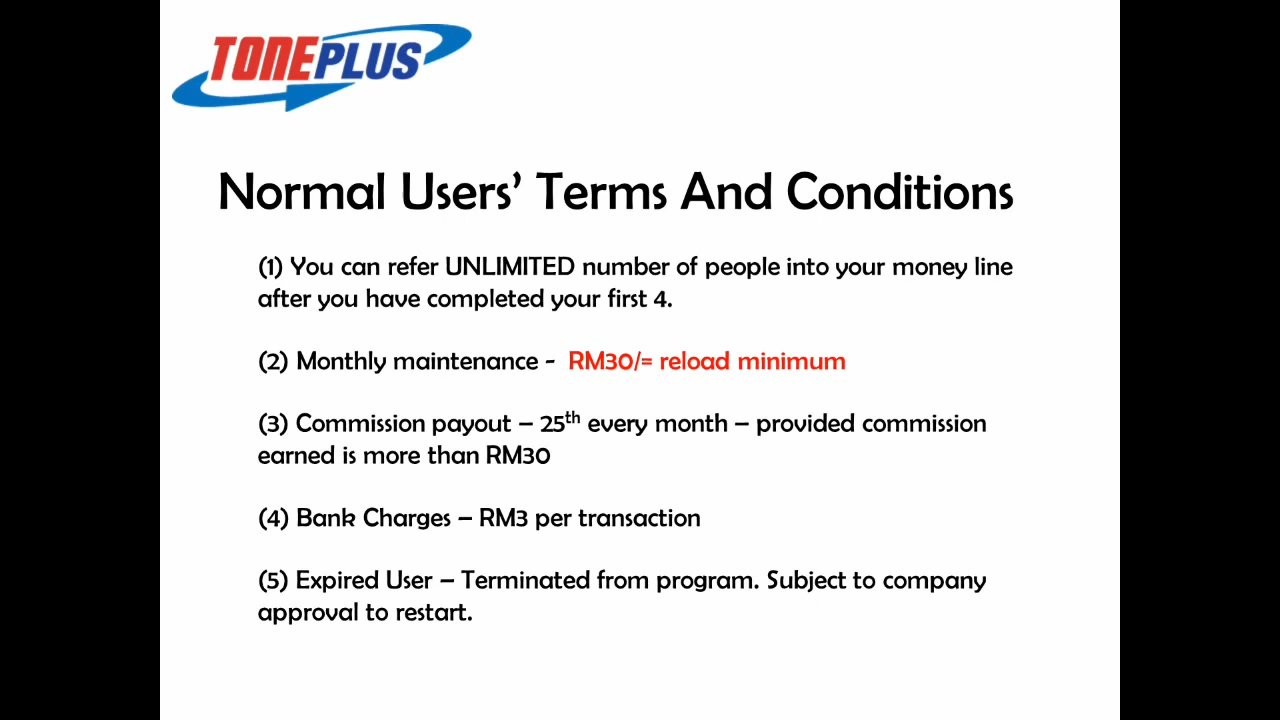 TONEPLUS
Normal Users’ Terms And Conditions
(1) You can refer UNLIMITED number of people into your money line
after you have completed your first 4.
(2) Monthly maintenance - RM30/= reload minimum
(3) Commission payout – 25th every month – provided commission
earned is more than RM30
(4) Bank Charges – RM3 per transaction
(5) Expired User – Terminated from program. Subject to company
approval to restart.